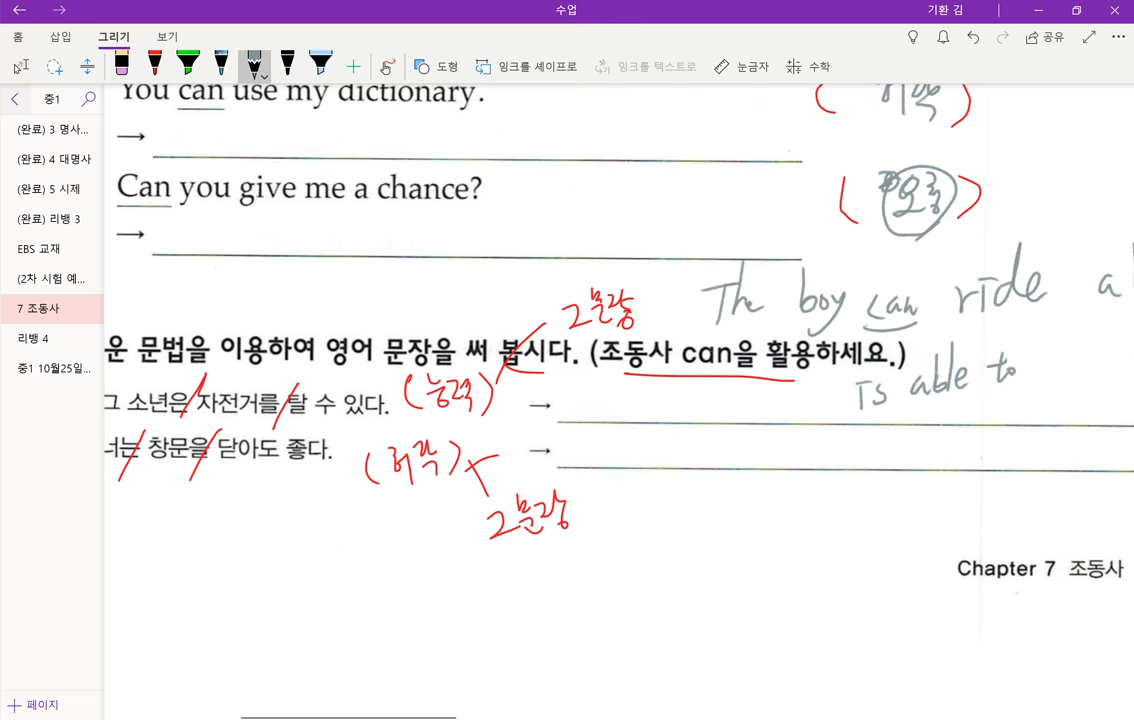 수업
기환 김
홈 삽입 그리기 보기
공유
도형 잉크를 셰이프로 잉크를 텍스트로 눈금자 수학
중1
(완료) 3 명사...
(완료) 4 대명사
(완료) 5 시제
(완료) 리뱅 3
EBS 교재
(2차 시험 예...
7 조동사
리뱅 4
중1 10월25일...
페이지
You can use my dictionary.
→
(허락)
Can you give me a chance?
(요청)
→
The boy can ride a
2문장
운 문법을 이용하여 영어 문장을 써 봅시다. (조동사 can을 활용하세요.)
is able to
그 소년은 자전거를 탈 수 있다. (능력) →
너는 창문을 닫아도 좋다. (허락) →
2문장
Chapter 7 조동사